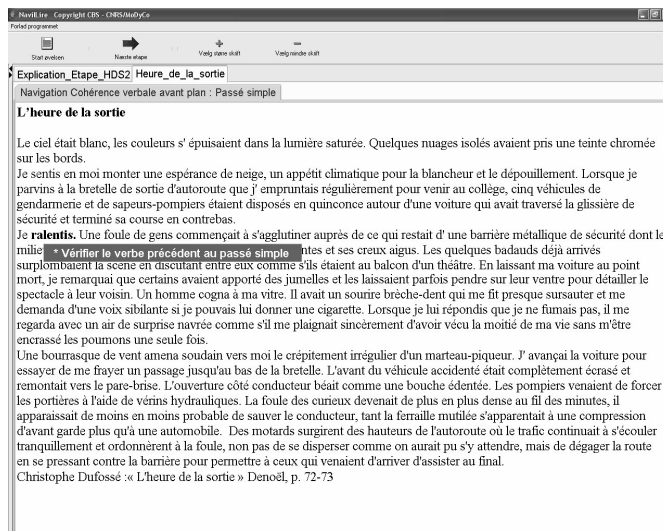 NaviLire Copyright CBS - CNRS/MoDyCo
Forlad programmet
Start øvelsen Næste etape Vælg større skrift Vælg mindre skrift
Explication_Etape_HDS2 Heure_de_la_sortie
Navigation Cohérence verbale avant plan : Passé simple
L'heure de la sortie
Le ciel était blanc, les couleurs s' épuisaient dans la lumière saturée. Quelques nuages isolés avaient pris une teinte chromée
sur les bords.
Je sentis en moi monter une espérance de neige, un appétit climatique pour la blancheur et le dépouillement. Lorsque je
parvins à la bretelle de sortie d'autoroute que j' empruntais régulièrement pour venir au collège, cinq véhicules de
gendarmerie et de sapeurs-pompiers étaient disposés en quinconce autour d'une voiture qui avait traversé la glissière de
sécurité et terminé sa course en contrebas.
Je ralentis. Une foule de gens commençait à s'agglutiner auprès de ce qui restait d' une barrière métallique de sécurité dont le
milie * Vérifier le verbe précédent au passé simple ntes et ses creux aigus. Les quelques badauds déjà arrivés
surplombaient la scène en discutant entre eux comme s'ils étaient au balcon d'un théâtre. En laissant ma voiture au point
mort, je remarquai que certains avaient apporté des jumelles et les laissaient parfois pendre sur leur ventre pour détailler le
spectacle à leur voisin. Un homme cogna à ma vitre. Il avait un sourire brèche-dent qui me fit presque sursauter et me
demanda d'une voix sibilante si je pouvais lui donner une cigarette. Lorsque je lui répondis que je ne fumais pas, il me
regarda avec un air de surprise navrée comme s'il me plaignait sincèrement d'avoir vécu la moitié de ma vie sans m'être
encrassé les poumons une seule fois.
Une bourrasque de vent amena soudain vers moi le crépitement irrégulier d'un marteau-piqueur. J' avançai la voiture pour
essayer de me frayer un passage jusqu'au bas de la bretelle. L'avant du véhicule accidenté était complètement écrasé et
remontait vers le pare-brise. L'ouverture côté conducteur béait comme une bouche édentée. Les pompiers venaient de forcer
les portières à l'aide de vérins hydrauliques. La foule des curieux devenait de plus en plus dense au fil des minutes, il
apparaissait de moins en moins probable de sauver le conducteur, tant la ferraille mutilée s'apparentait à une compression
d'avant garde plus qu'à une automobile. Des motards surgirent des hauteurs de l'autoroute où le trafic continuait à s'écouler
tranquillement et ordonnèrent à la foule, non pas de se disperser comme on aurait pu s'y attendre, mais de dégager la route
en se pressant contre la barrière pour permettre à ceux qui venaient d'arriver d'assister au final.
Christophe Dufossé :« L'heure de la sortie » Denoël, p. 72-73